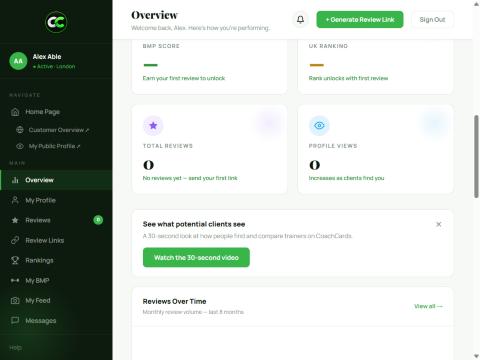 CC
AA
Alex Able
Active · London
NAVIGATE
Home Page
Customer Overview ↗
My Public Profile ↗
MAIN
Overview
My Profile
Reviews
0
Review Links
Rankings
My BMP
My Feed
Messages
Help
Overview
Welcome back, Alex. Here's how you're performing.
+ Generate Review Link
Sign Out
BMP SCORE
—
Earn your first review to unlock
UK RANKING
—
Rank unlocks with first review
TOTAL REVIEWS
0
No reviews yet — send your first link
PROFILE VIEWS
0
Increases as clients find you
See what potential clients see
A 30-second look at how people find and compare trainers on CoachCards.
Watch the 30-second video
Reviews Over Time
Monthly review volume — last 8 months
View all →